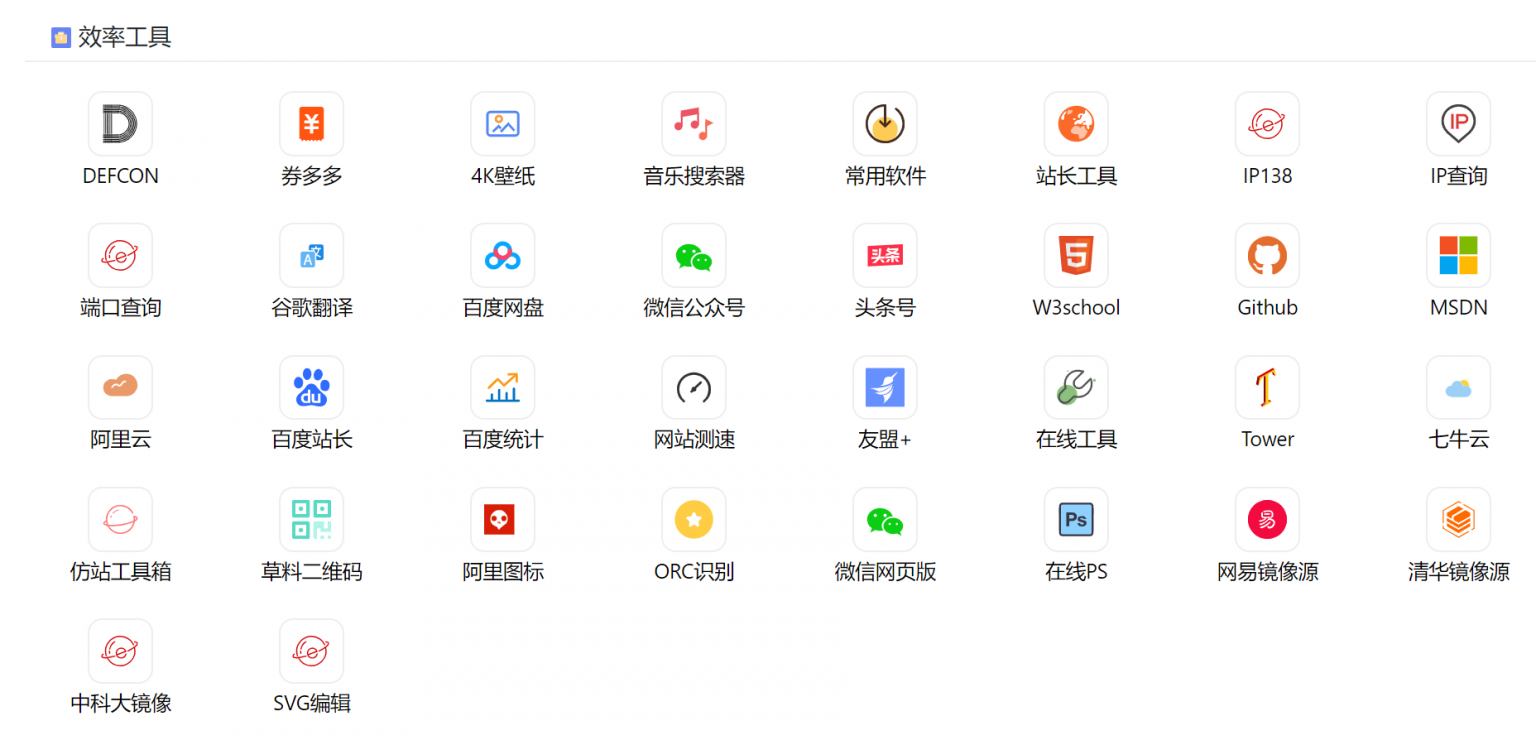 效率工具
DEFCON 券多多 4K壁纸 音乐搜索器 常用软件 站长工具 IP138 IP查询
端口查询 谷歌翻译 百度网盘 微信公众号 头条号 W3school Github MSDN
阿里云 百度站长 百度统计 网站测速 友盟+ 在线工具 Tower 七牛云
仿站工具箱 草料二维码 阿里图标 ORC识别 微信网页版 在线PS 网易镜像源 清华镜像源
中科大镜像 SVG编辑